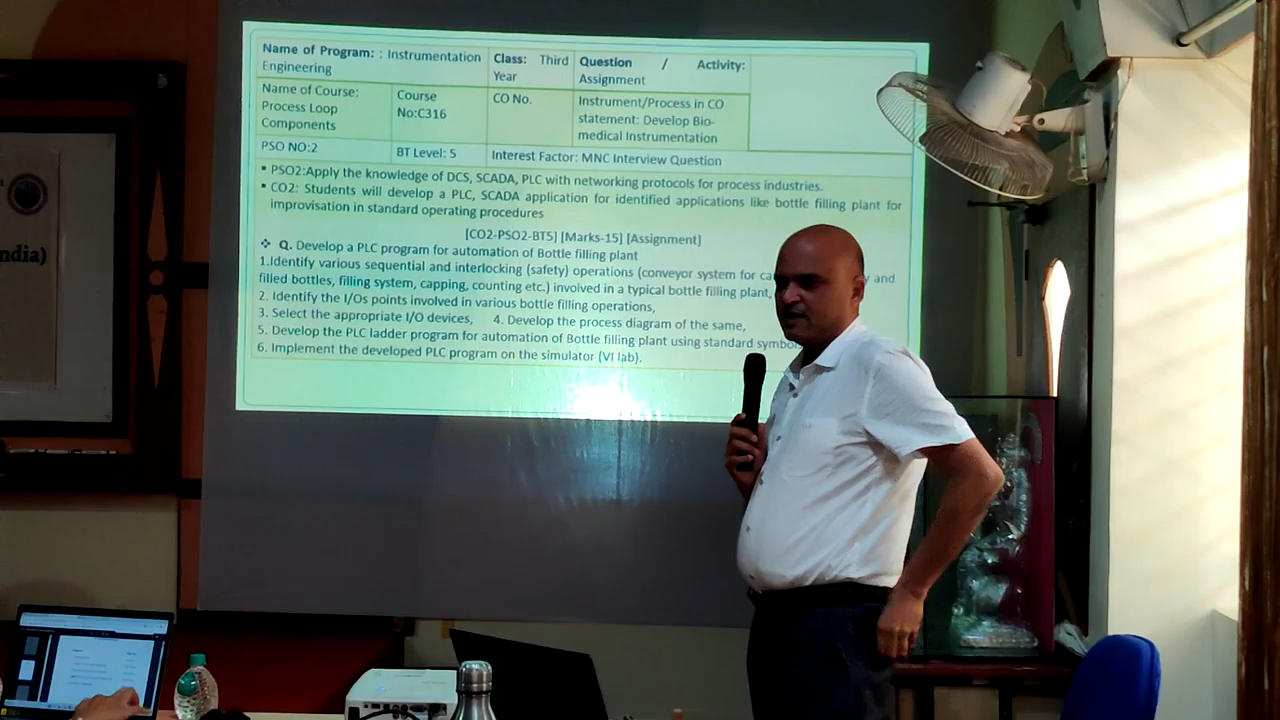 Name of Program: : Instrumentation Engineering
Class: Third Year
Question / Activity: Assignment
Name of Course: Process Loop Components
Course No:C316
CO No.
Instrument/Process in CO statement: Develop Bio-medical Instrumentation
PSO NO:2
BT Level: 5
Interest Factor: MNC Interview Question
▪ PSO2:Apply the knowledge of DCS, SCADA, PLC with networking protocols for process industries.
▪ CO2: Students will develop a PLC, SCADA application for identified applications like bottle filling plant for
improvisation in standard operating procedures
[CO2-PSO2-BT5] [Marks-15] [Assignment]
❖ Q. Develop a PLC program for automation of Bottle filling plant
1.Identify various sequential and interlocking (safety) operations (conveyor system for and
filled bottles, filling system, capping, counting etc.) involved in a typical bottle filling plant,
2. Identify the I/Os points involved in various bottle filling operations,
3. Select the appropriate I/O devices, 4. Develop the process diagram of the same,
5. Develop the PLC ladder program for automation of Bottle filling plant using standard
6. Implement the developed PLC program on the simulator (VI lab).
ndia)